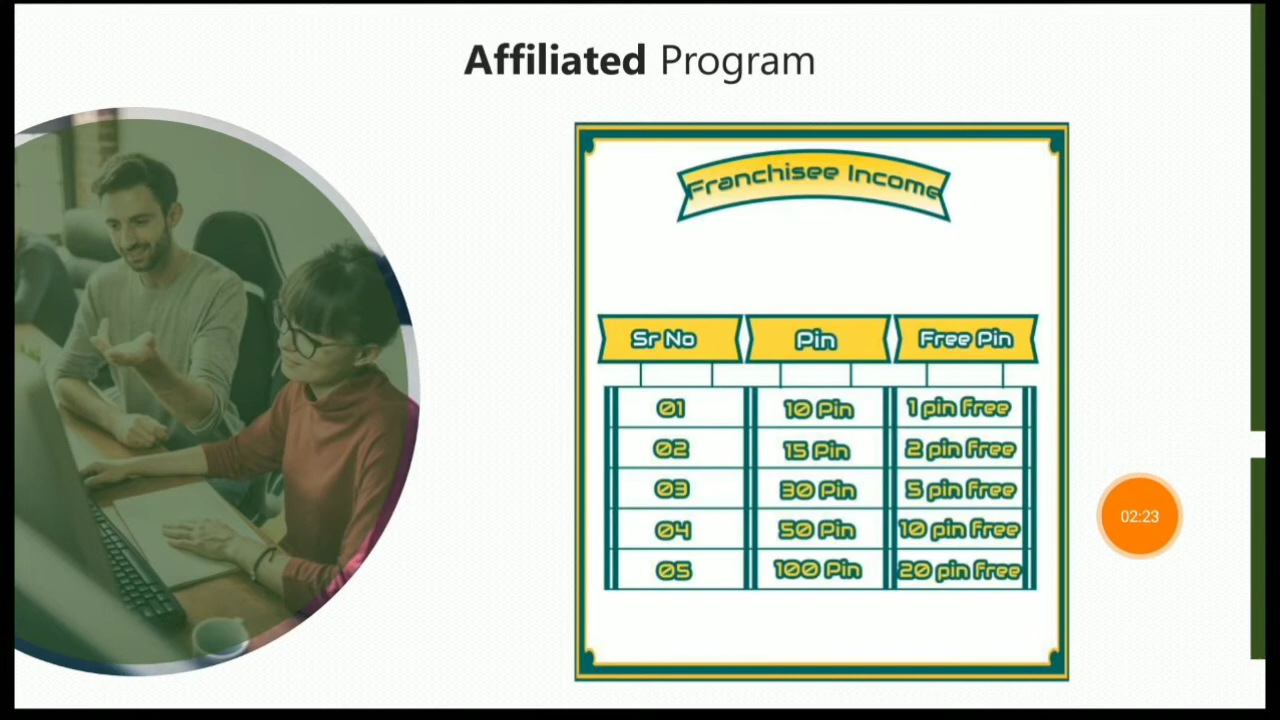 Affiliated Program
Franchisee Income
Sr No Pin Free Pin
01 10 Pin 1 pin free
02 15 Pin 2 pin free
03 30 Pin 5 pin free
04 50 Pin 10 pin free
05 100 Pin 20 pin free
02:23